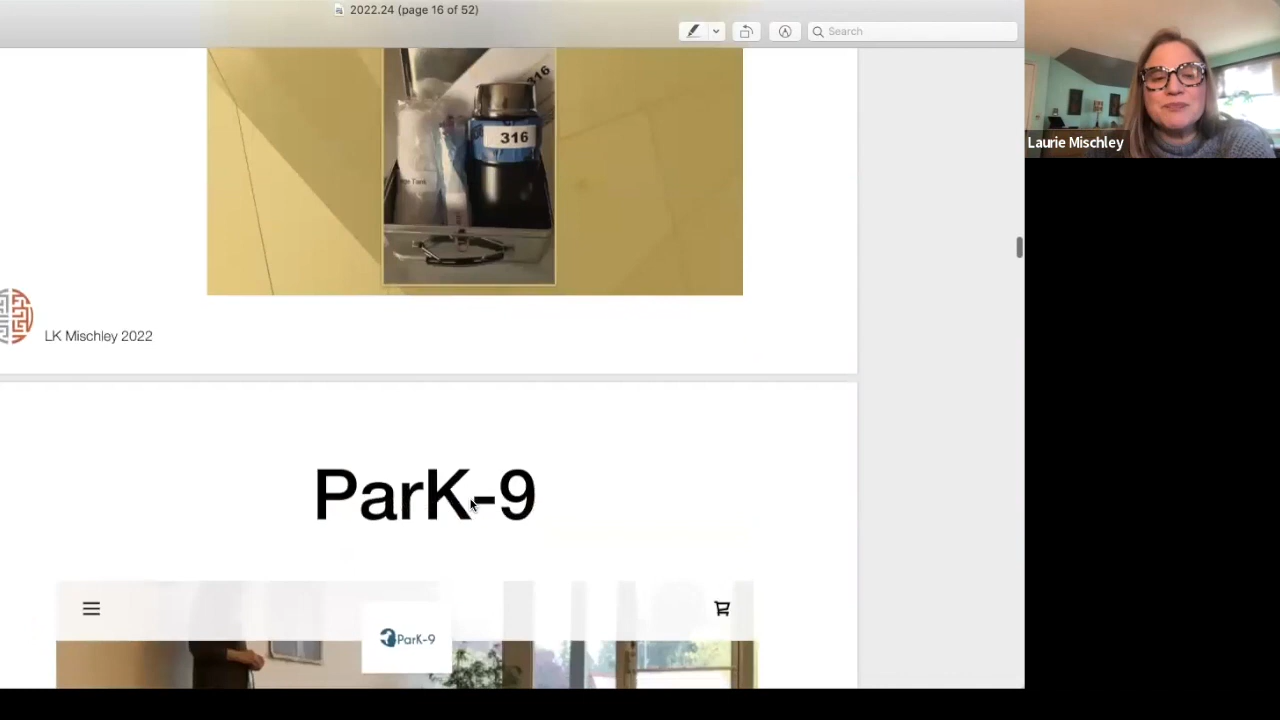 2022.24 (page 16 of 52)
Search
Laurie Mischley
316
316
LK Mischley 2022
ParK-9
ParK-9